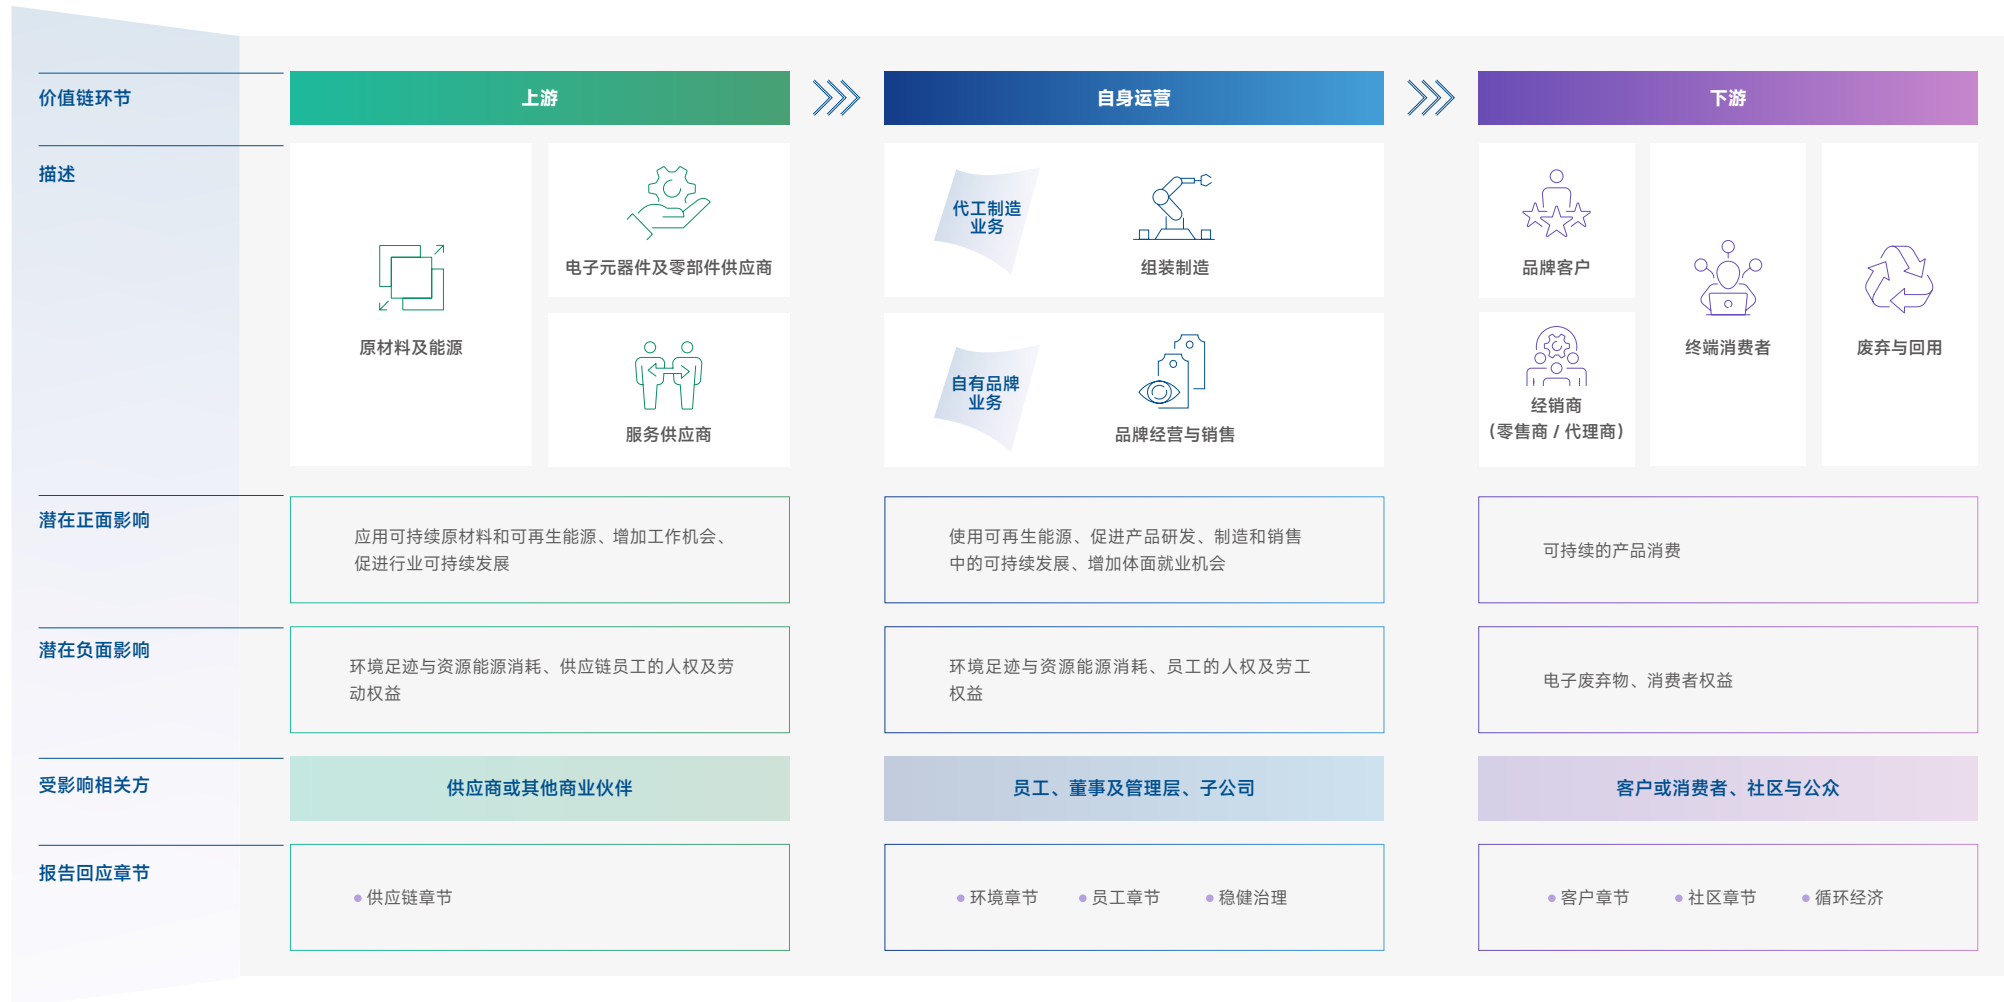 价值链环节
上游
自身运营
下游
描述
原材料及能源
电子元器件及零部件供应商
服务供应商
代工制造
业务
组装制造
自有品牌
业务
品牌经营与销售
品牌客户
经销商
（零售商 / 代理商）
终端消费者
废弃与回用
潜在正面影响
应用可持续原材料和可再生能源、增加工作机会、
促进行业可持续发展
使用可再生能源、促进产品研发、制造和销售
中的可持续发展、增加体面就业机会
可持续的产品消费
潜在负面影响
环境足迹与资源能源消耗、供应链员工的人权及劳
动权益
环境足迹与资源能源消耗、员工的人权及劳工
权益
电子废弃物、消费者权益
受影响相关方
供应商或其他商业伙伴
员工、董事及管理层、子公司
客户或消费者、社区与公众
报告回应章节
• 供应链章节
• 环境章节 • 员工章节 • 稳健治理
• 客户章节 • 社区章节 • 循环经济